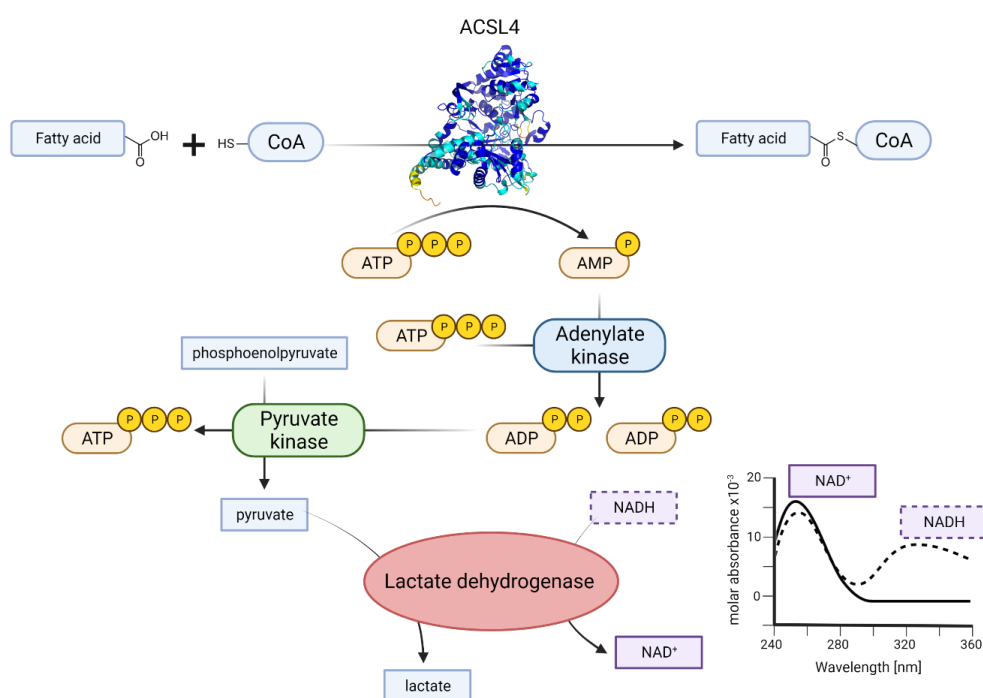 ACSL4
Fatty acid
OH
O
+
HS
CoA
Fatty acid
S
O
CoA
ATP
P P P
AMP
P
ATP
P P P
Adenylate
kinase
phosphoenolpyruvate
ATP
P P P
Pyruvate
kinase
ADP
P P
ADP
P P
pyruvate
NADH
Lactate dehydrogenase
lactate
NAD⁺
molar absorbance x10⁻³
20
10
0
NAD⁺
NADH
240
280
320
360
Wavelength [nm]